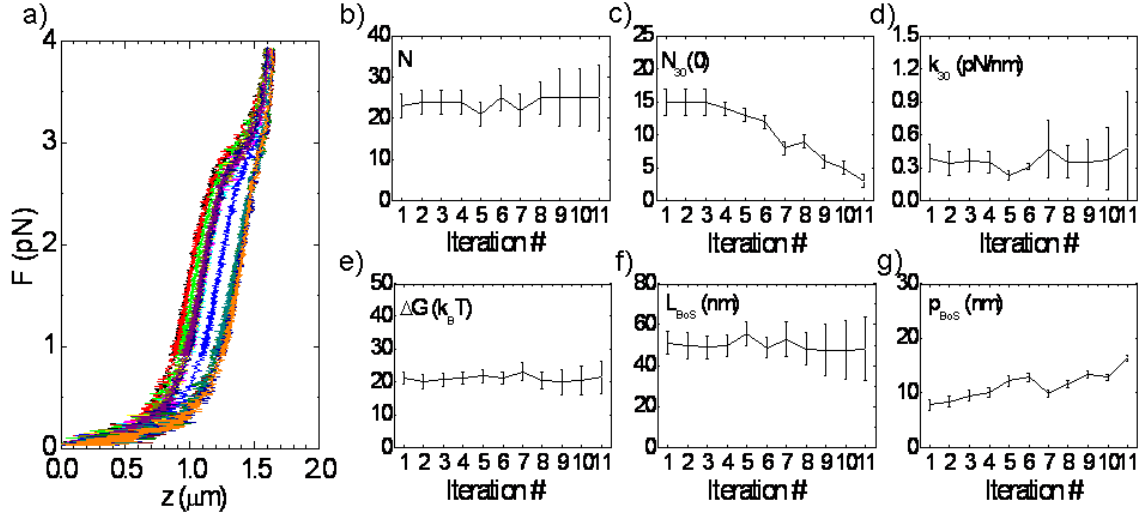 a)
4
3
2
1
0
F (pN)
0.0 0.5 1.0 1.5 2.0
z (μm)
b)
N
40
30
20
10
0
1 2 3 4 5 6 7 8 9 10 11
Iteration #
c)
N30(0)
25
20
15
10
5
0
1 2 3 4 5 6 7 8 9 10 11
Iteration #
d)
k30 (pN/nm)
1.5
1.2
0.9
0.6
0.3
0.0
1 2 3 4 5 6 7 8 9 10 11
Iteration #
e)
ΔG (kBT)
50
40
30
20
10
0
1 2 3 4 5 6 7 8 9 10 11
Iteration #
f)
LBoS (nm)
80
60
40
20
0
1 2 3 4 5 6 7 8 9 10 11
Iteration #
g)
pBoS (nm)
30
20
10
0
1 2 3 4 5 6 7 8 9 10 11
Iteration #